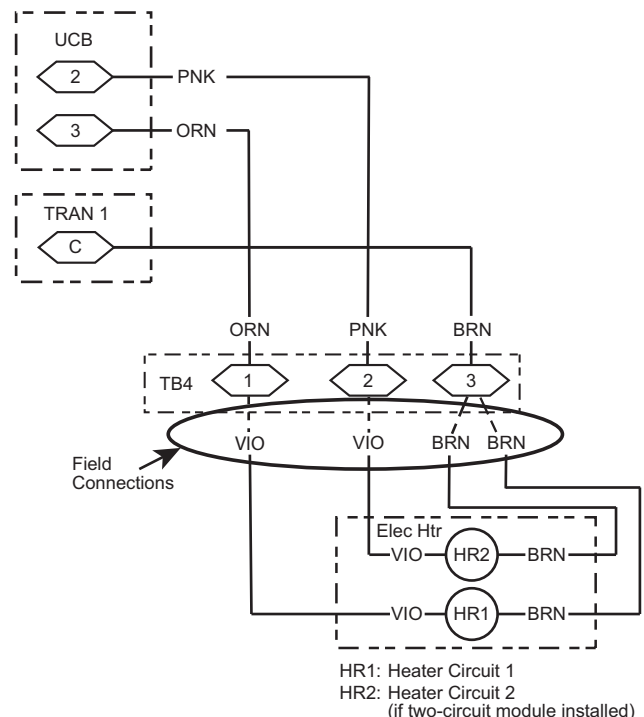 UCB
2 PNK
3 ORN
TRAN 1
C
ORN PNK BRN
TB4 1 2 3
VIO VIO BRN BRN
Field
Connections
Elec Htr
VIO HR2 BRN
VIO HR1 BRN
HR1: Heater Circuit 1
HR2: Heater Circuit 2
(if two-circuit module installed)